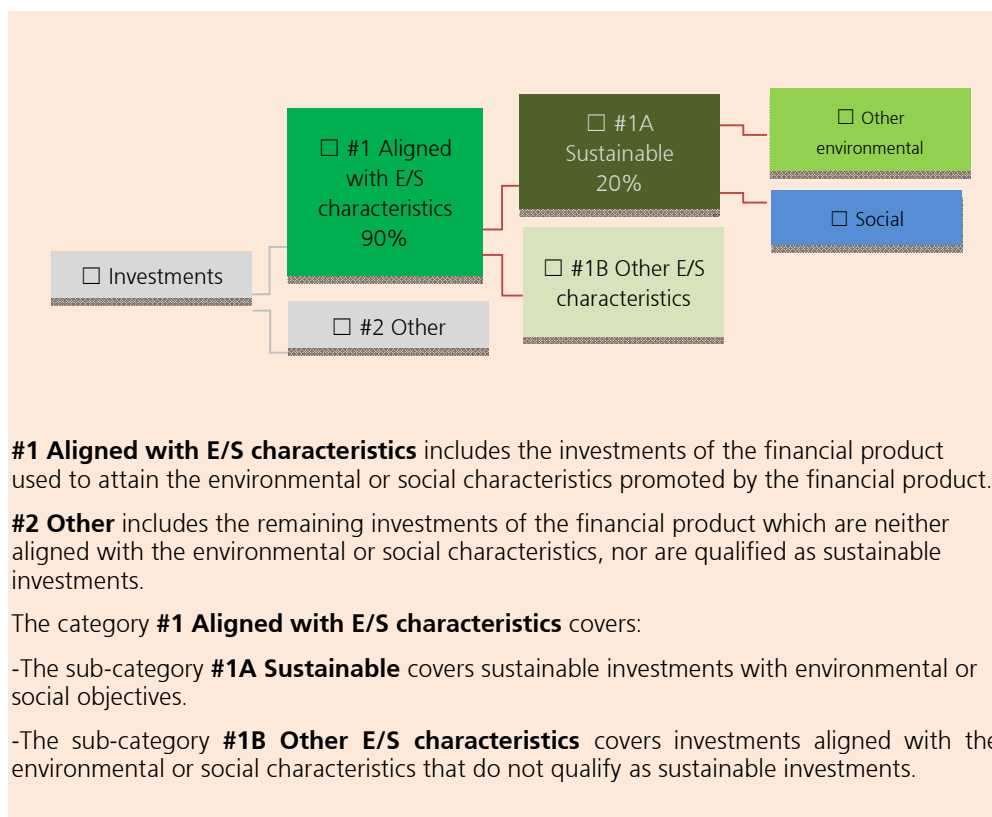 ☐ Investments
☐ #1 Aligned
with E/S
characteristics
90%
☐ #2 Other
☐ #1A
Sustainable
20%
☐ #1B Other E/S
characteristics
☐ Other
environmental
☐ Social
#1 Aligned with E/S characteristics includes the investments of the financial product
used to attain the environmental or social characteristics promoted by the financial product.
#2 Other includes the remaining investments of the financial product which are neither
aligned with the environmental or social characteristics, nor are qualified as sustainable
investments.
The category #1 Aligned with E/S characteristics covers:
-The sub-category #1A Sustainable covers sustainable investments with environmental or
social objectives.
-The sub-category #1B Other E/S characteristics covers investments aligned with the
environmental or social characteristics that do not qualify as sustainable investments.